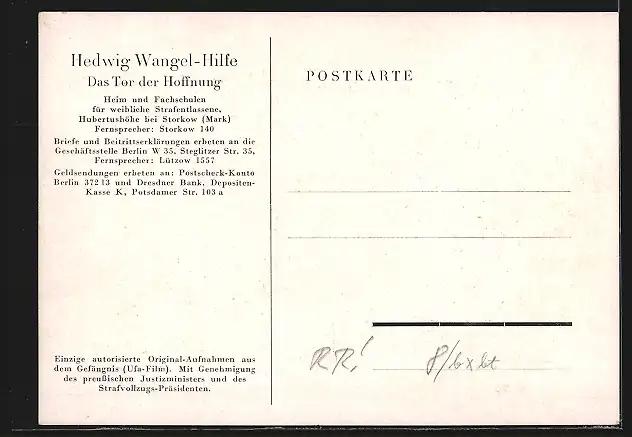 Hedwig Wangel-Hilfe
Das Tor der Hoffnung
Heim und Fachschulen
für weibliche Strafentlassene,
Hubertushöhe bei Storkow (Mark)
Fernsprecher: Storkow 140
Briefe und Beitrittserklärungen erbeten an die
Geschäftsstelle Berlin W 35, Steglitzer Str. 35,
Fernsprecher: Lützow 1557
Geldsendungen erbeten an: Postscheck-Konto
Berlin 372 13 und Dresdner Bank, Depositen-
Kasse K, Potsdamer Str. 103 a
Einzige autorisierte Original-Aufnahmen aus
dem Gefängnis (Ufa-Film). Mit Genehmigung
des preußischen Justizministers und des
Strafvollzugs-Präsidenten.
POSTKARTE
RR!